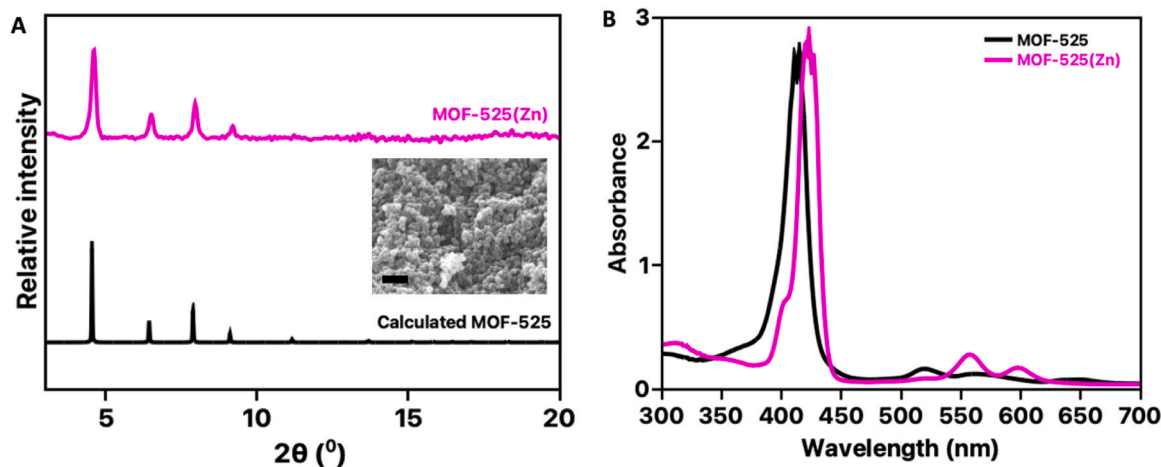 A
Relative intensity
MOF-525(Zn)
Calculated MOF-525
5 10 15 20
2θ (⁰)
B
3
2
1
0
Absorbance
MOF-525
MOF-525(Zn)
300 350 400 450 500 550 600 650 700
Wavelength (nm)